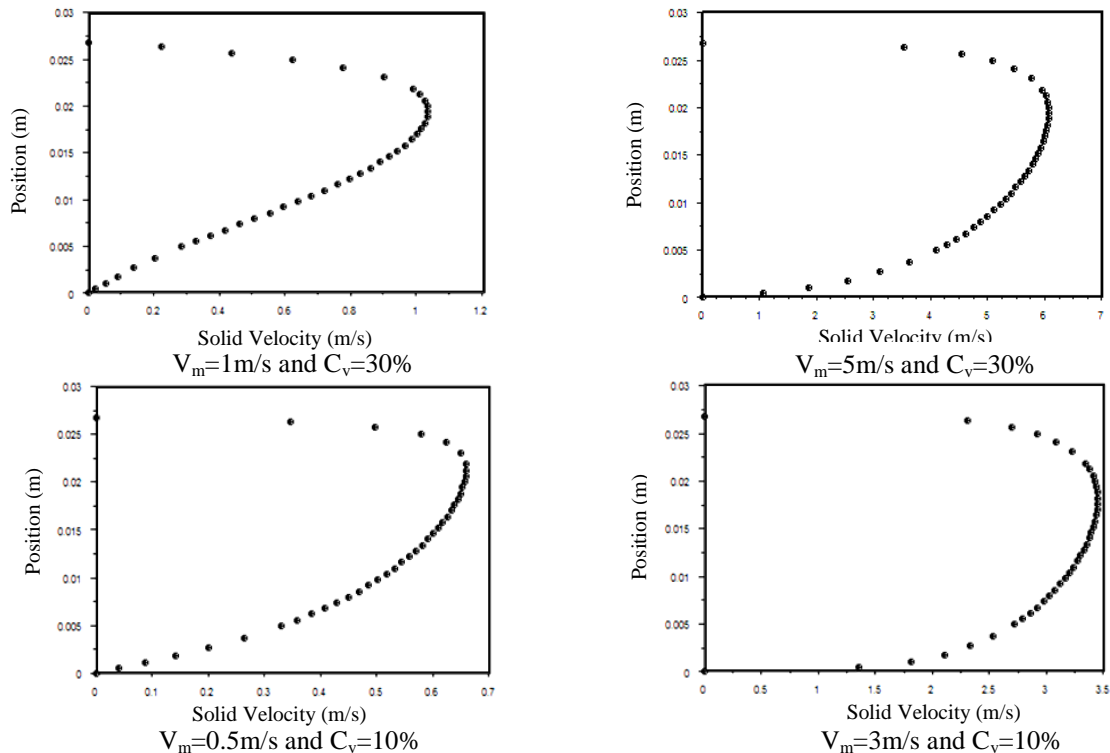 0.03
0.025
0.02
0.015
0.01
0.005
0
Position (m)
0 0.2 0.4 0.6 0.8 1 1.2
Solid Velocity (m/s)
Vm=1m/s and Cv=30%
0.03
0.025
0.02
0.015
0.01
0.005
0
Position (m)
0 1 2 3 4 5 6 7
Solid Velocity (m/s)
Vm=5m/s and Cv=30%
0.03
0.025
0.02
0.015
0.01
0.005
0
Position (m)
0 0.1 0.2 0.3 0.4 0.5 0.6 0.7
Solid Velocity (m/s)
Vm=0.5m/s and Cv=10%
0.03
0.025
0.02
0.015
0.01
0.005
0
Position (m)
0 0.5 1 1.5 2 2.5 3 3.5
Solid Velocity (m/s)
Vm=3m/s and Cv=10%